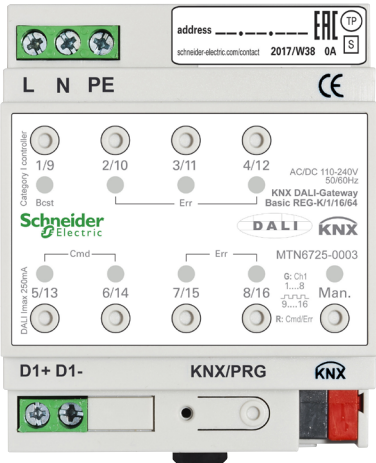 address __.__.____
EAC
TP
schneider-electric.com/contact 2017/W38 0A
S
L N PE
CE
Category I controller
1/9 2/10 3/11 4/12
AC/DC 110-240V
50/60Hz
Bcst
Err
KNX DALI-Gateway
Basic REG-K/1/16/64
Schneider
Electric
DALI
KNX
Cmd
Err
MTN6725-0003
DALI Imax 250mA
5/13 6/14 7/15 8/16
G: Ch1
1....8
9....16
R: Cmd/Err
Man.
D1+ D1-
KNX/PRG
KNX